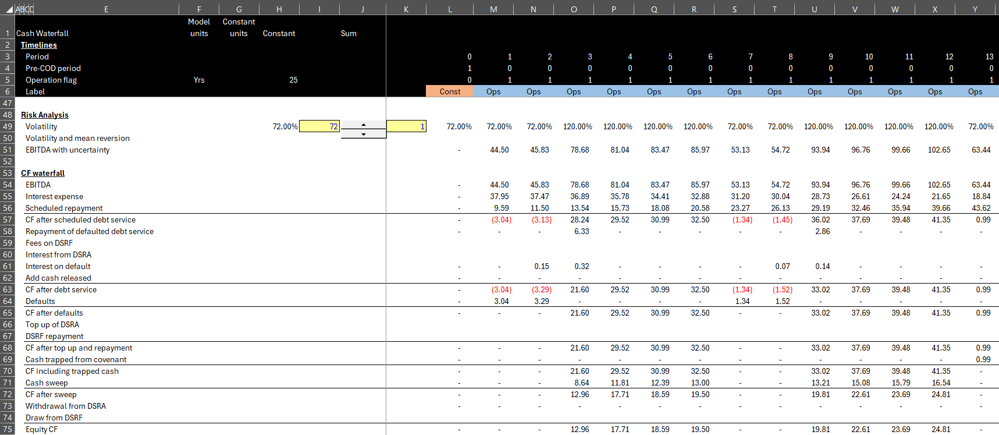 A B C D E F G H I J K L M N O P Q R S T U V W X Y
Model Constant
1 Cash Waterfall units units Constant Sum
2 Timelines
3 Period 0 1 2 3 4 5 6 7 8 9 10 11 12 13
4 Pre-COD period 1 0 0 0 0 0 0 0 0 0 0 0 0 0
5 Operation flag Yrs 25 0 1 1 1 1 1 1 1 1 1 1 1 1 1
6 Label Const Ops Ops Ops Ops Ops Ops Ops Ops Ops Ops Ops Ops Ops
47
48 Risk Analysis
49 Volatility 72.00% 72 1 72.00% 72.00% 72.00% 120.00% 120.00% 120.00% 120.00% 72.00% 72.00% 120.00% 120.00% 120.00% 120.00% 72.00%
50 Volatility and mean reversion
51 EBITDA with uncertainty - 44.50 45.83 78.68 81.04 83.47 85.97 53.13 54.72 93.94 96.76 99.66 102.65 63.44
52
53 CF waterfall
54 EBITDA - 44.50 45.83 78.68 81.04 83.47 85.97 53.13 54.72 93.94 96.76 99.66 102.65 63.44
55 Interest expense - 37.95 37.47 36.89 35.78 34.41 32.88 31.20 30.04 28.73 26.61 24.24 21.65 18.84
56 Scheduled repayment - 9.59 11.50 13.54 15.73 18.08 20.58 23.27 26.13 29.19 32.46 35.94 39.66 43.62
57 CF after scheduled debt service - (3.04) (3.13) 28.24 29.52 30.99 32.50 (1.34) (1.45) 36.02 37.69 39.48 41.35 0.99
58 Repayment of defaulted debt service - - - 6.33 - - - - - 2.86 - - - -
59 Fees on DSRF
60 Interest from DSRA
61 Interest on default - - 0.15 0.32 - - - - 0.07 0.14 - - - -
62 Add cash released - - - - - - - - - - - - - -
63 CF after debt service - (3.04) (3.29) 21.60 29.52 30.99 32.50 (1.34) (1.52) 33.02 37.69 39.48 41.35 0.99
64 Defaults - 3.04 3.29 - - - - 1.34 1.52 - - - - -
65 CF after defaults - - - 21.60 29.52 30.99 32.50 - - 33.02 37.69 39.48 41.35 0.99
66 Top up of DSRA
67 DSRF repayment
68 CF after top up and repayment - - - 21.60 29.52 30.99 32.50 - - 33.02 37.69 39.48 41.35 0.99
69 Cash trapped from covenant - - - - - - - - - - - - - 0.99
70 CF including trapped cash - - - 21.60 29.52 30.99 32.50 - - 33.02 37.69 39.48 41.35 -
71 Cash sweep - - - 8.64 11.81 12.39 13.00 - - 13.21 15.08 15.79 16.54 -
72 CF after sweep - - - 12.96 17.71 18.59 19.50 - - 19.81 22.61 23.69 24.81 -
73 Withdrawal from DSRA - - - - - - - - - - - - - -
74 Draw from DSRF
75 Equity CF - - - 12.96 17.71 18.59 19.50 - - 19.81 22.61 23.69 24.81 -